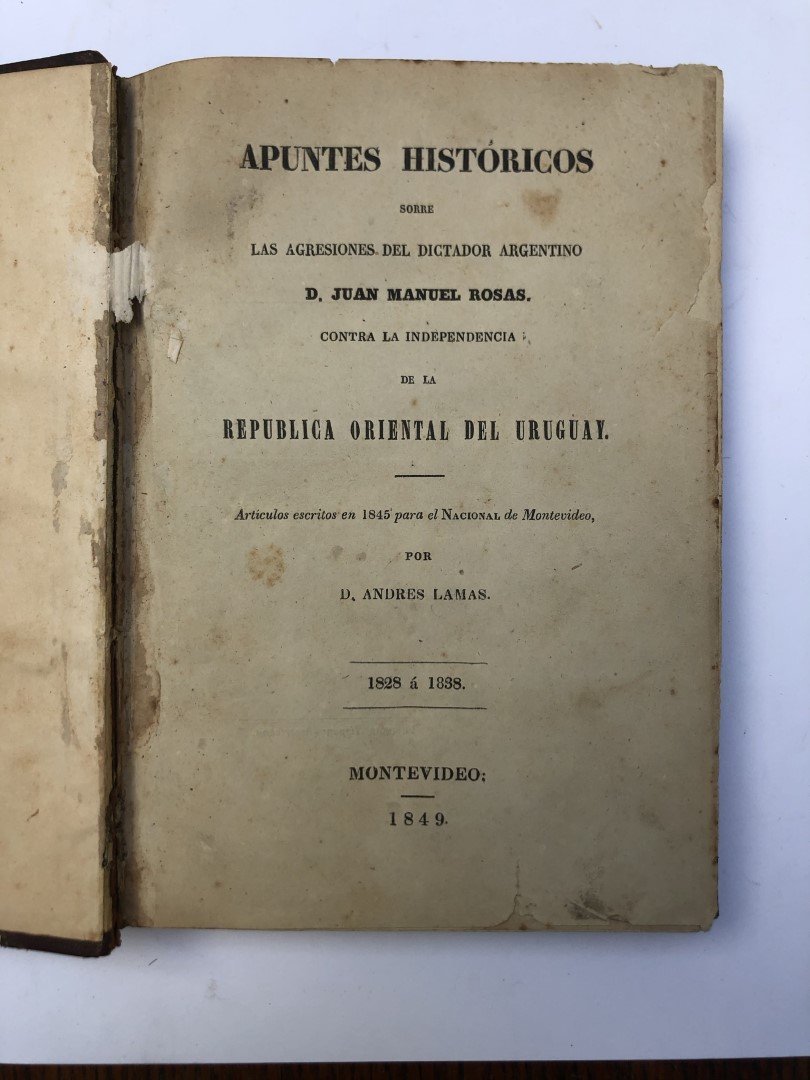 APUNTES HISTÓRICOS
SOBRE
LAS AGRESIONES DEL DICTADOR ARGENTINO
D. JUAN MANUEL ROSAS.
CONTRA LA INDEPENDENCIA
DE LA
REPUBLICA ORIENTAL DEL URUGUAY.
Articulos escritos en 1845 para el NACIONAL de Montevideo,
POR
D. ANDRES LAMAS.
1828 á 1838.
MONTEVIDEO:
1849.